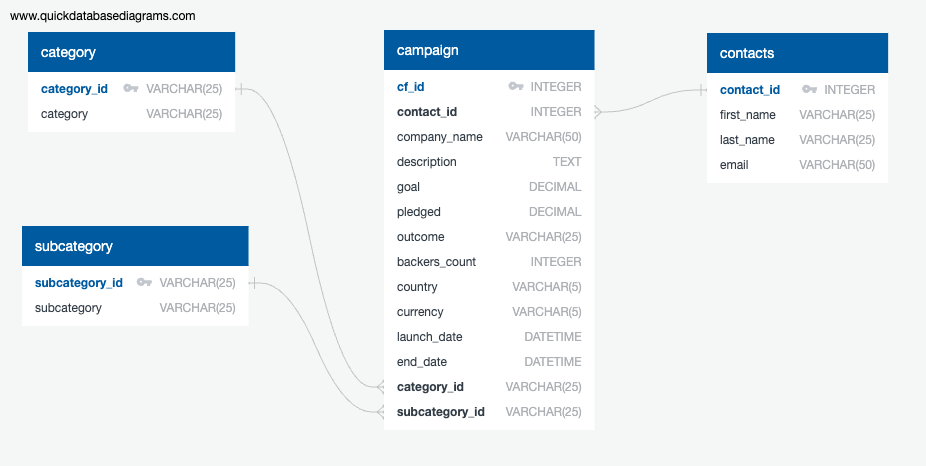 www.quickdatabasediagrams.com
category
category_id VARCHAR(25)
category VARCHAR(25)
subcategory
subcategory_id VARCHAR(25)
subcategory VARCHAR(25)
campaign
cf_id INTEGER
contact_id INTEGER
company_name VARCHAR(50)
description TEXT
goal DECIMAL
pledged DECIMAL
outcome VARCHAR(25)
backers_count INTEGER
country VARCHAR(5)
currency VARCHAR(5)
launch_date DATETIME
end_date DATETIME
category_id VARCHAR(25)
subcategory_id VARCHAR(25)
contacts
contact_id INTEGER
first_name VARCHAR(25)
last_name VARCHAR(25)
email VARCHAR(50)